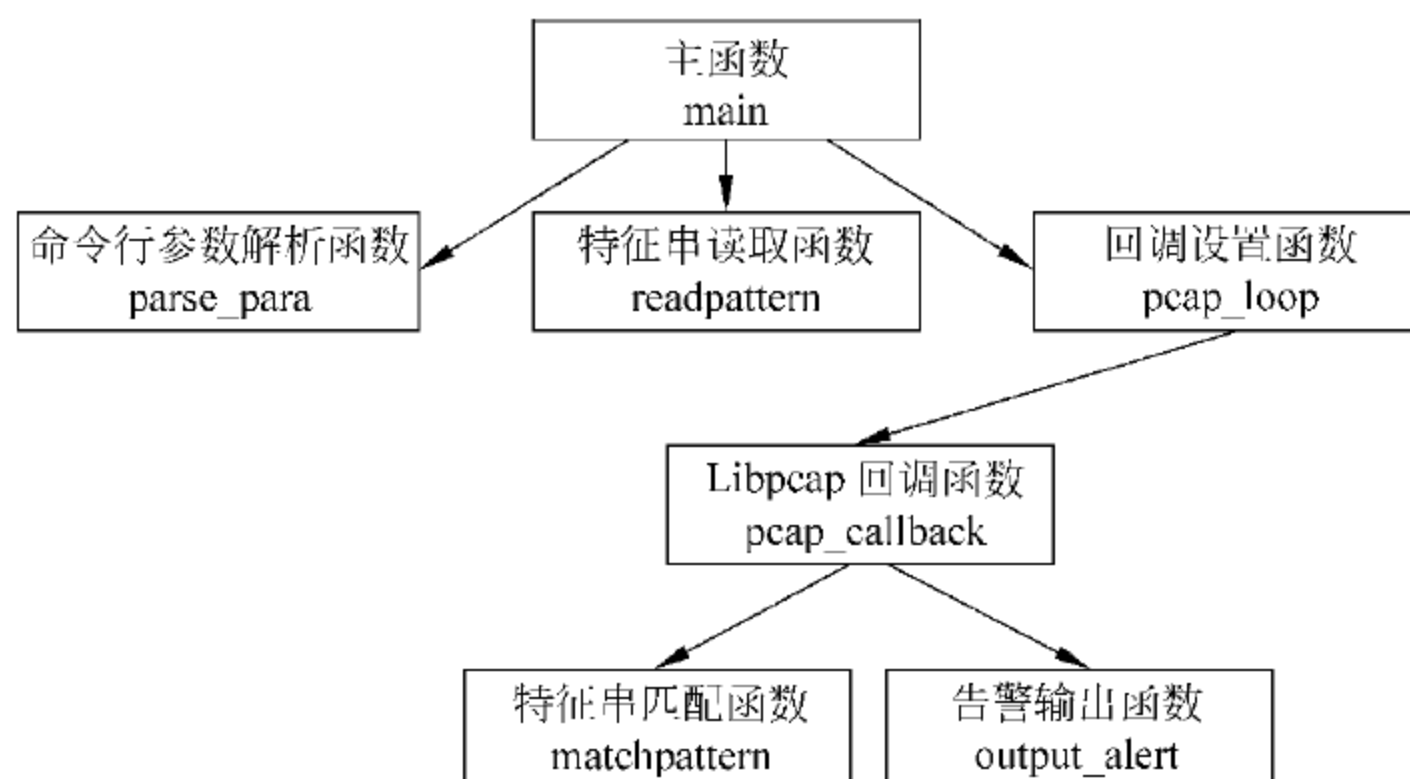 主函数
main
命令行参数解析函数
parse_para
特征串读取函数
readpattern
回调设置函数
pcap_loop
Libpcap 回调函数
pcap_callback
特征串匹配函数
matchpattern
告警输出函数
output_alert